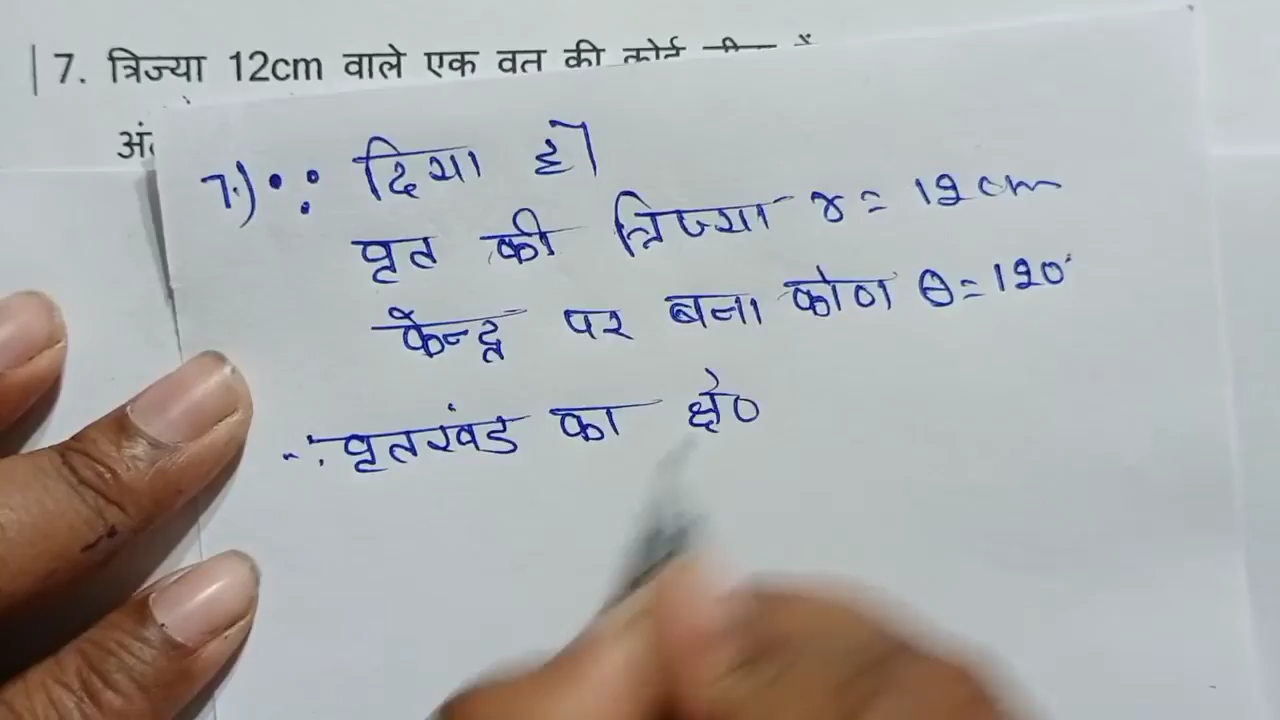 7. त्रिज्या 12cm वाले एक वृत्त की कोई
7.) ∵ दिया है
वृत की त्रिज्या r = 12cm
केन्द्र पर बना कोण θ = 120°
∴ वृतखंड का क्षे०